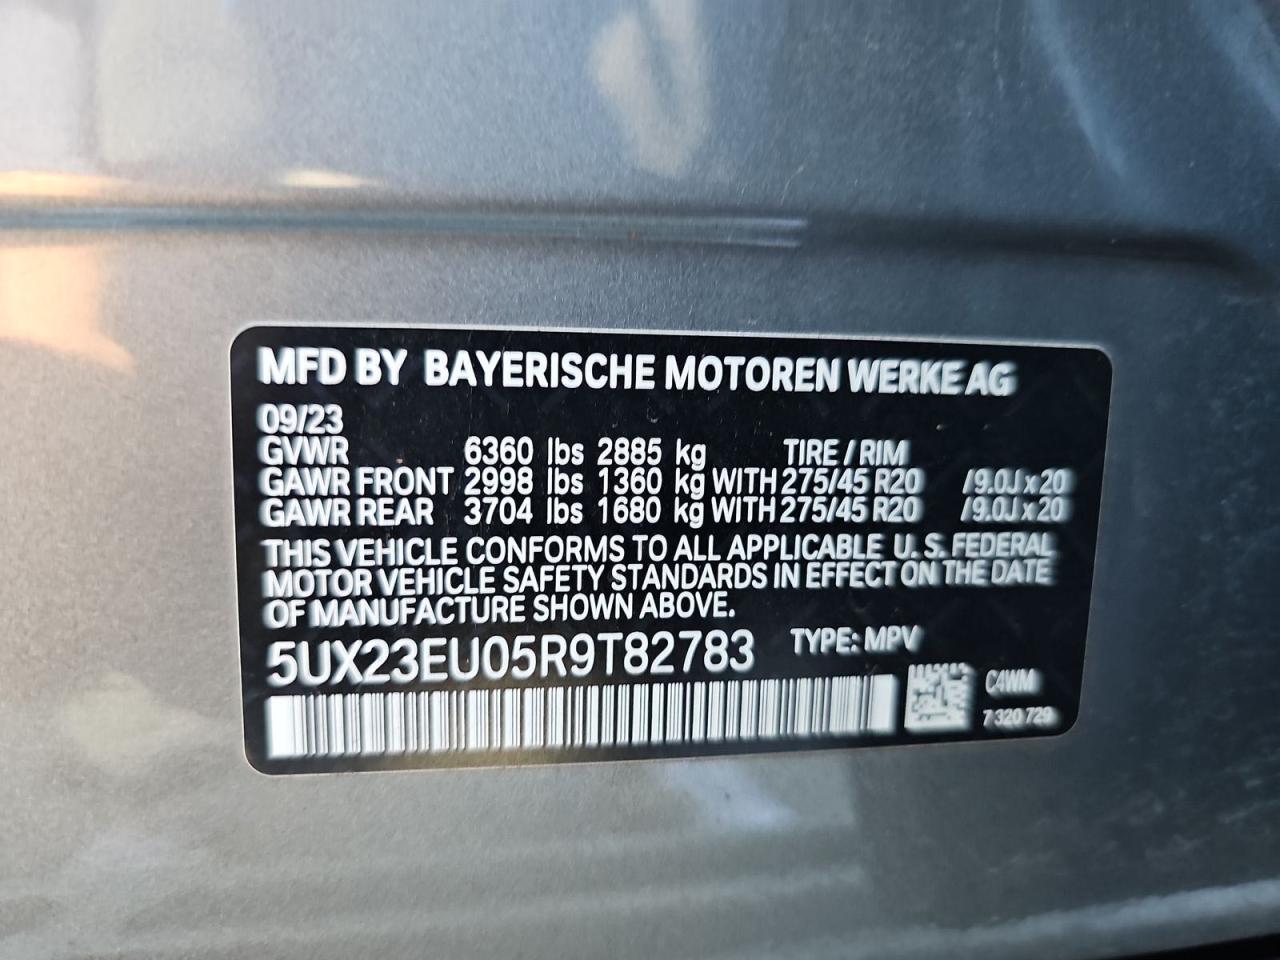 MFD BY BAYERISCHE MOTOREN WERKE AG
09/23
GVWR 6360 lbs 2885 kg TIRE / RIM
GAWR FRONT 2998 lbs 1360 kg WITH 275/45 R20 /9.0J x 20
GAWR REAR 3704 lbs 1680 kg WITH 275/45 R20 /9.0J x 20
THIS VEHICLE CONFORMS TO ALL APPLICABLE U. S. FEDERAL
MOTOR VEHICLE SAFETY STANDARDS IN EFFECT ON THE DATE
OF MANUFACTURE SHOWN ABOVE.
5UX23EU05R9T82783 TYPE: MPV
C4WM
7 320 729